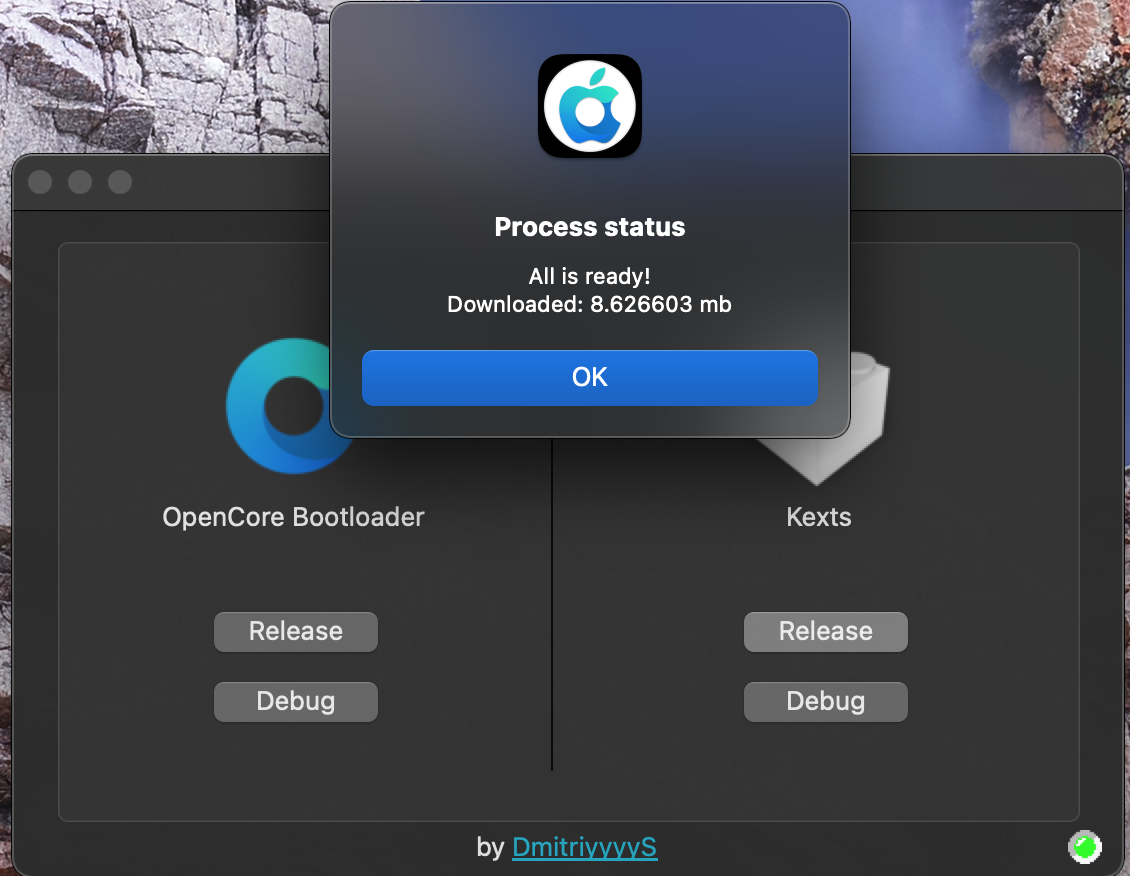 Process status
All is ready!
Downloaded: 8.626603 mb
OK
OpenCore Bootloader
Kexts
Release
Release
Debug
Debug
by DmitriyyyyS